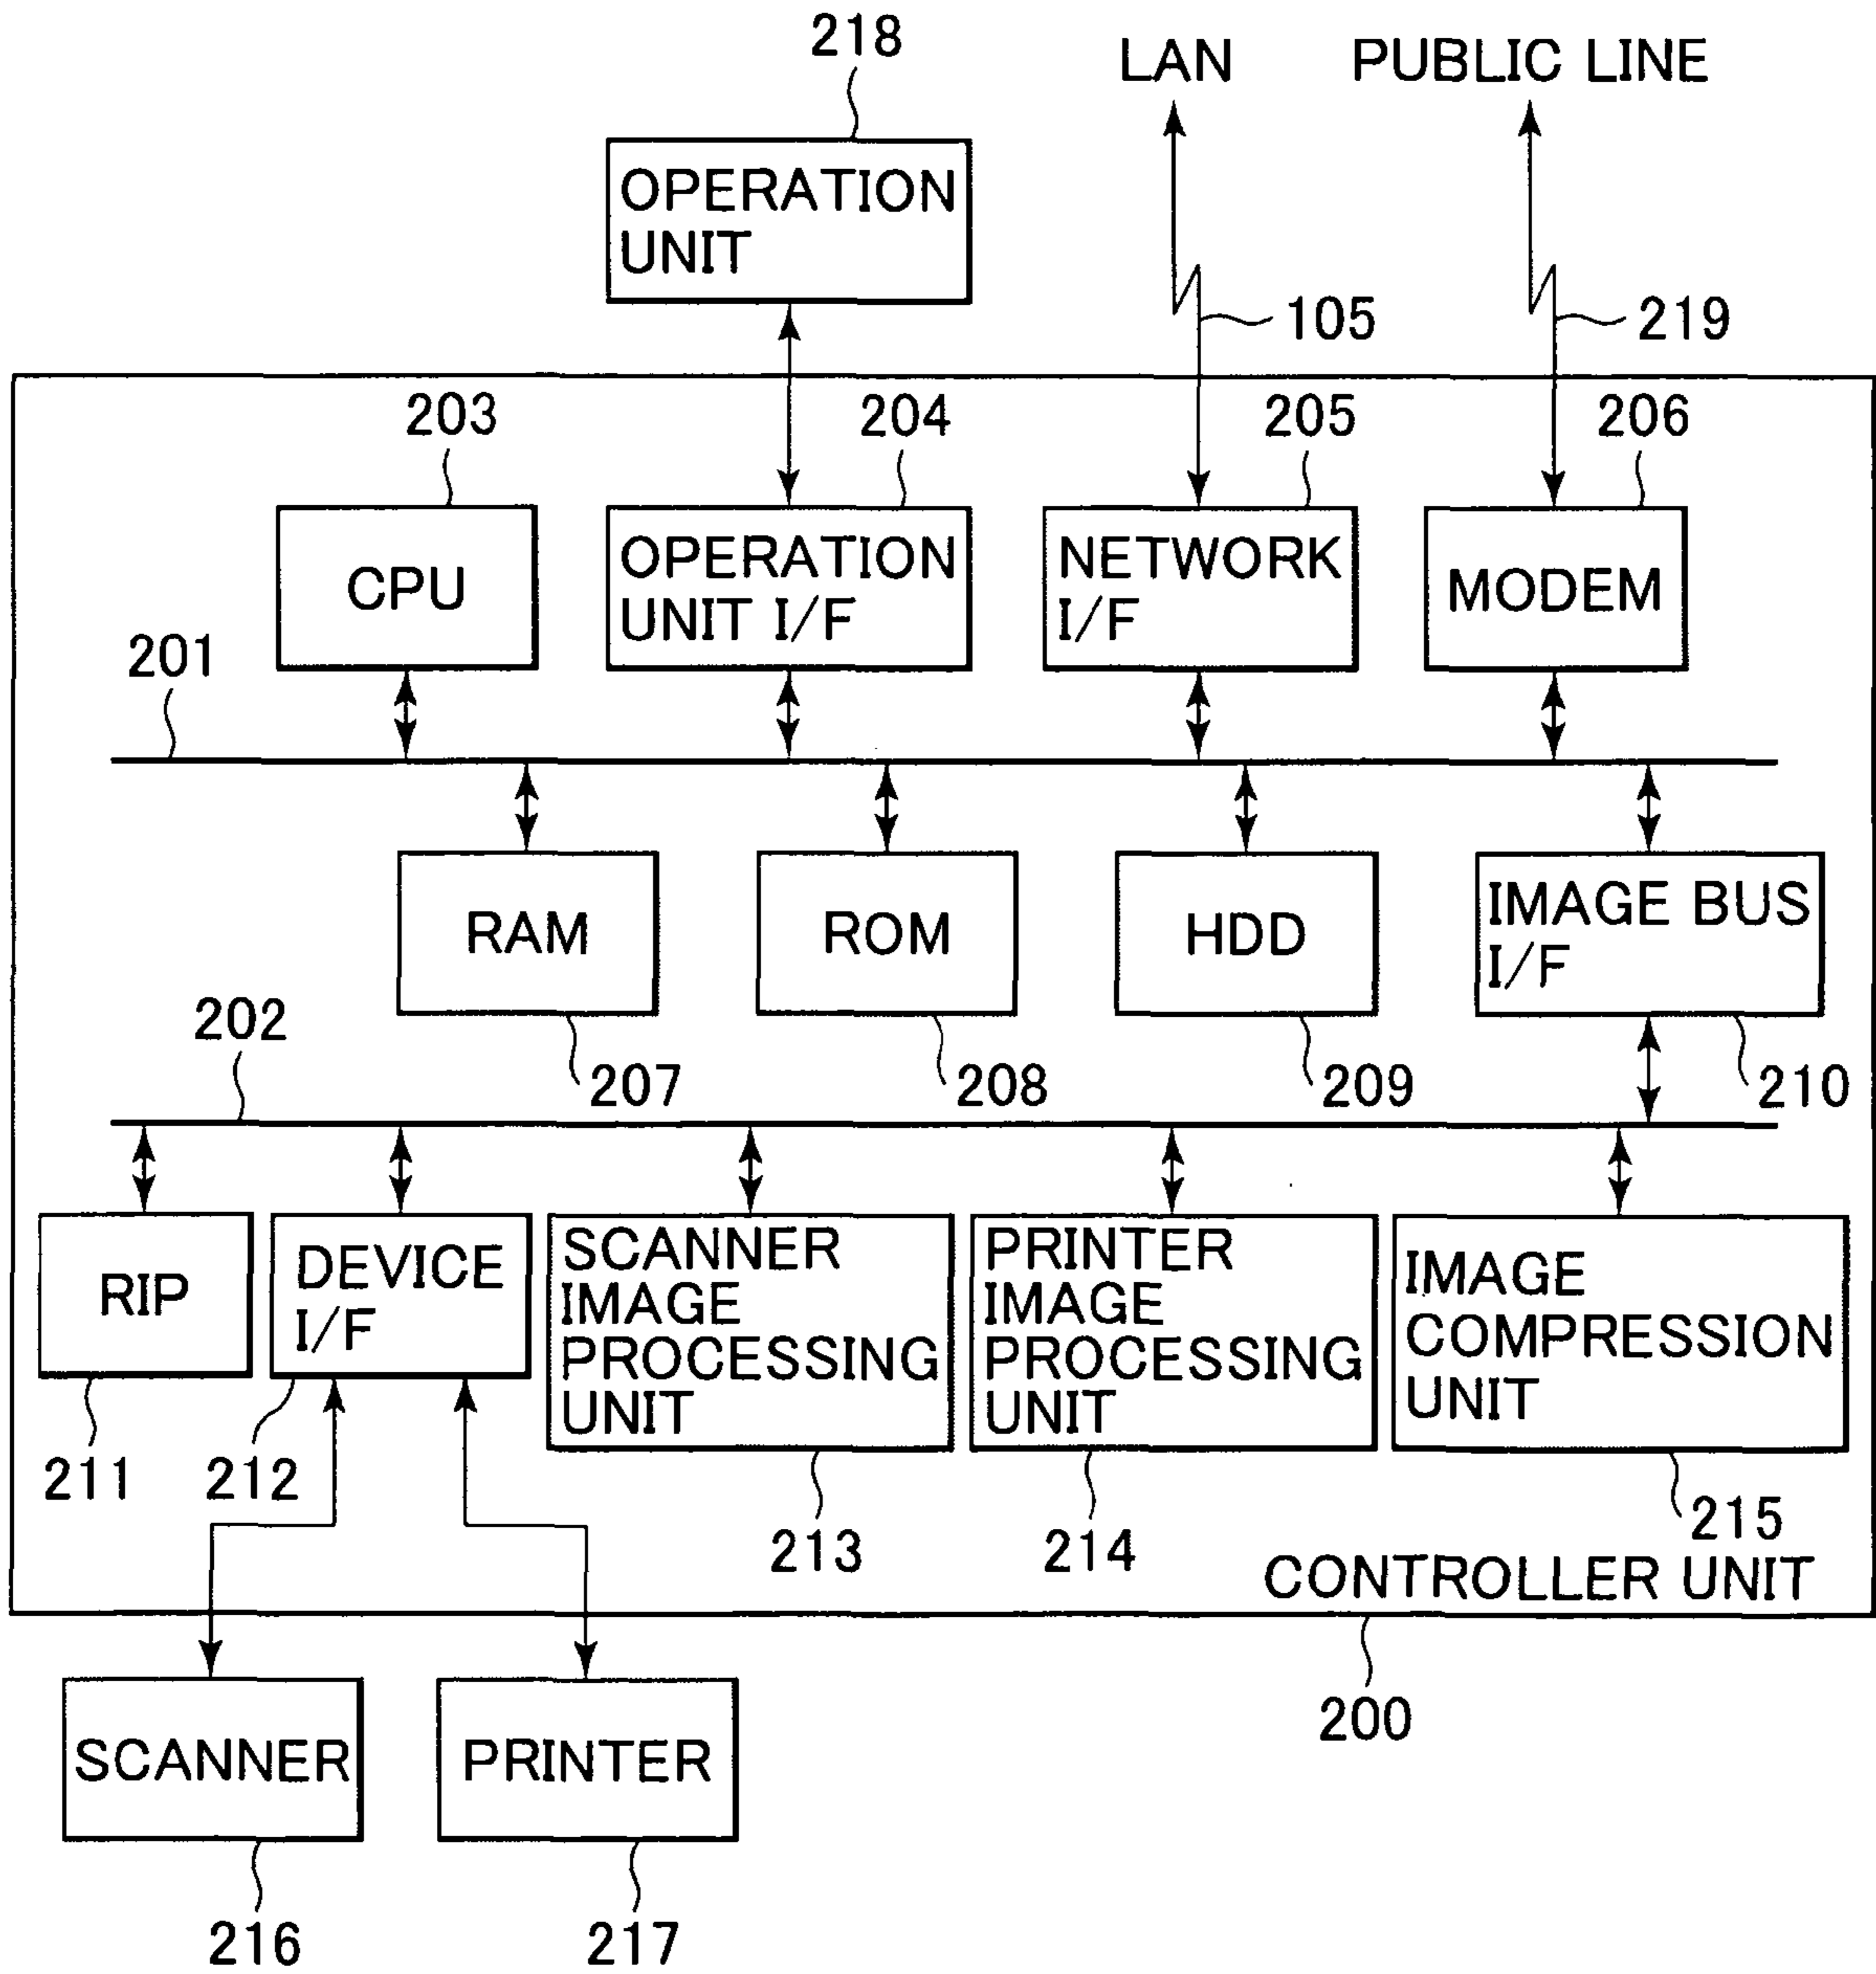 218
LAN
PUBLIC LINE
OPERATION
UNIT
105
219
203
204
205
206
CPU
OPERATION
UNIT I/F
NETWORK
I/F
MODEM
201
RAM
ROM
HDD
IMAGE BUS
I/F
202
207
208
209
210
RIP
DEVICE
I/F
SCANNER
IMAGE
PROCESSING
UNIT
PRINTER
IMAGE
PROCESSING
UNIT
IMAGE
COMPRESSION
UNIT
211
212
213
214
215
CONTROLLER UNIT
200
SCANNER
PRINTER
216
217